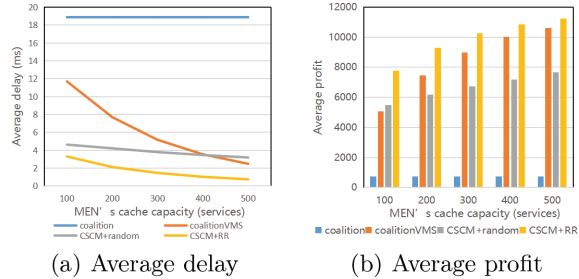 20
18
16
14
12
10
8
6
4
2
0
Average delay (ms)
100 200 300 400 500
MEN's cache capacity (services)
coalition coalitionVMS
CSCM+random CSCM+RR
(a) Average delay
12000
10000
8000
6000
4000
2000
0
Average profit
100 200 300 400 500
MEN's cache capacity (services)
coalition coalitionVMS CSCM+random CSCM+RR
(b) Average profit